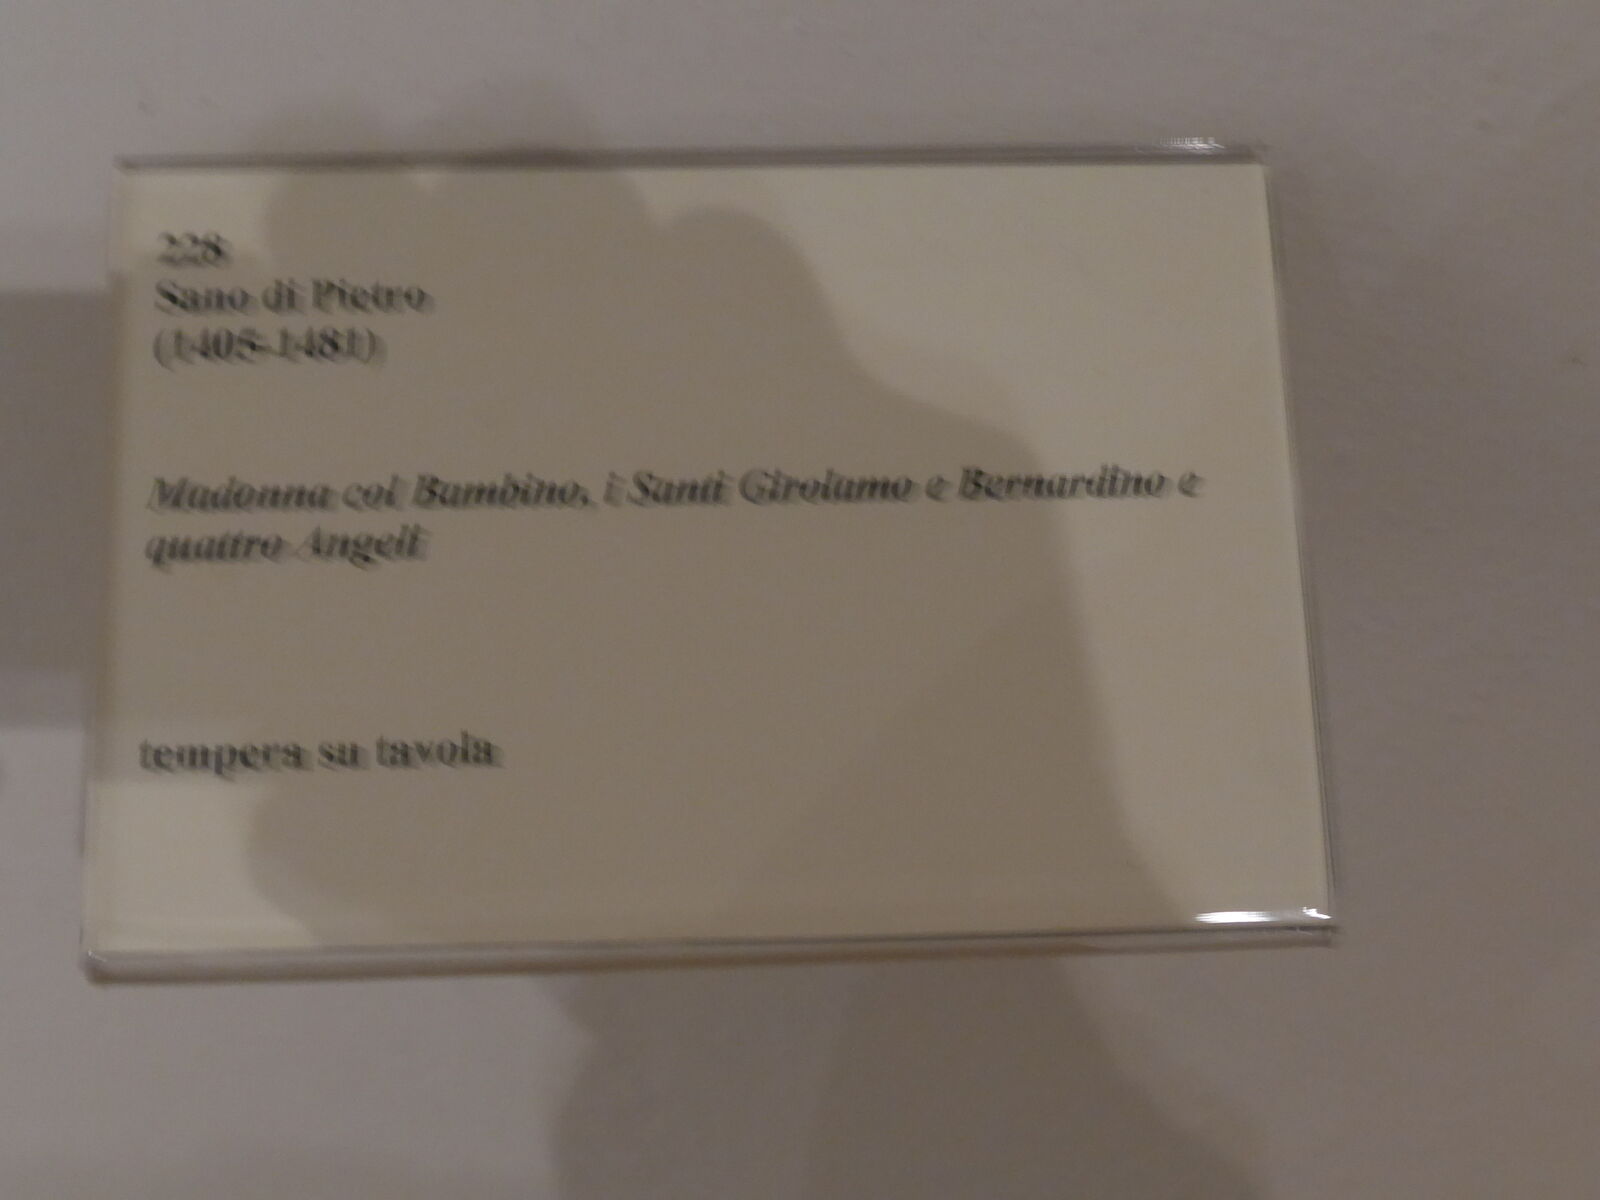 228
Sano di Pietro
(1405-1481)
Madonna col Bambino, i Santi Girolamo e Bernardino e
quattro Angeli
tempera su tavola